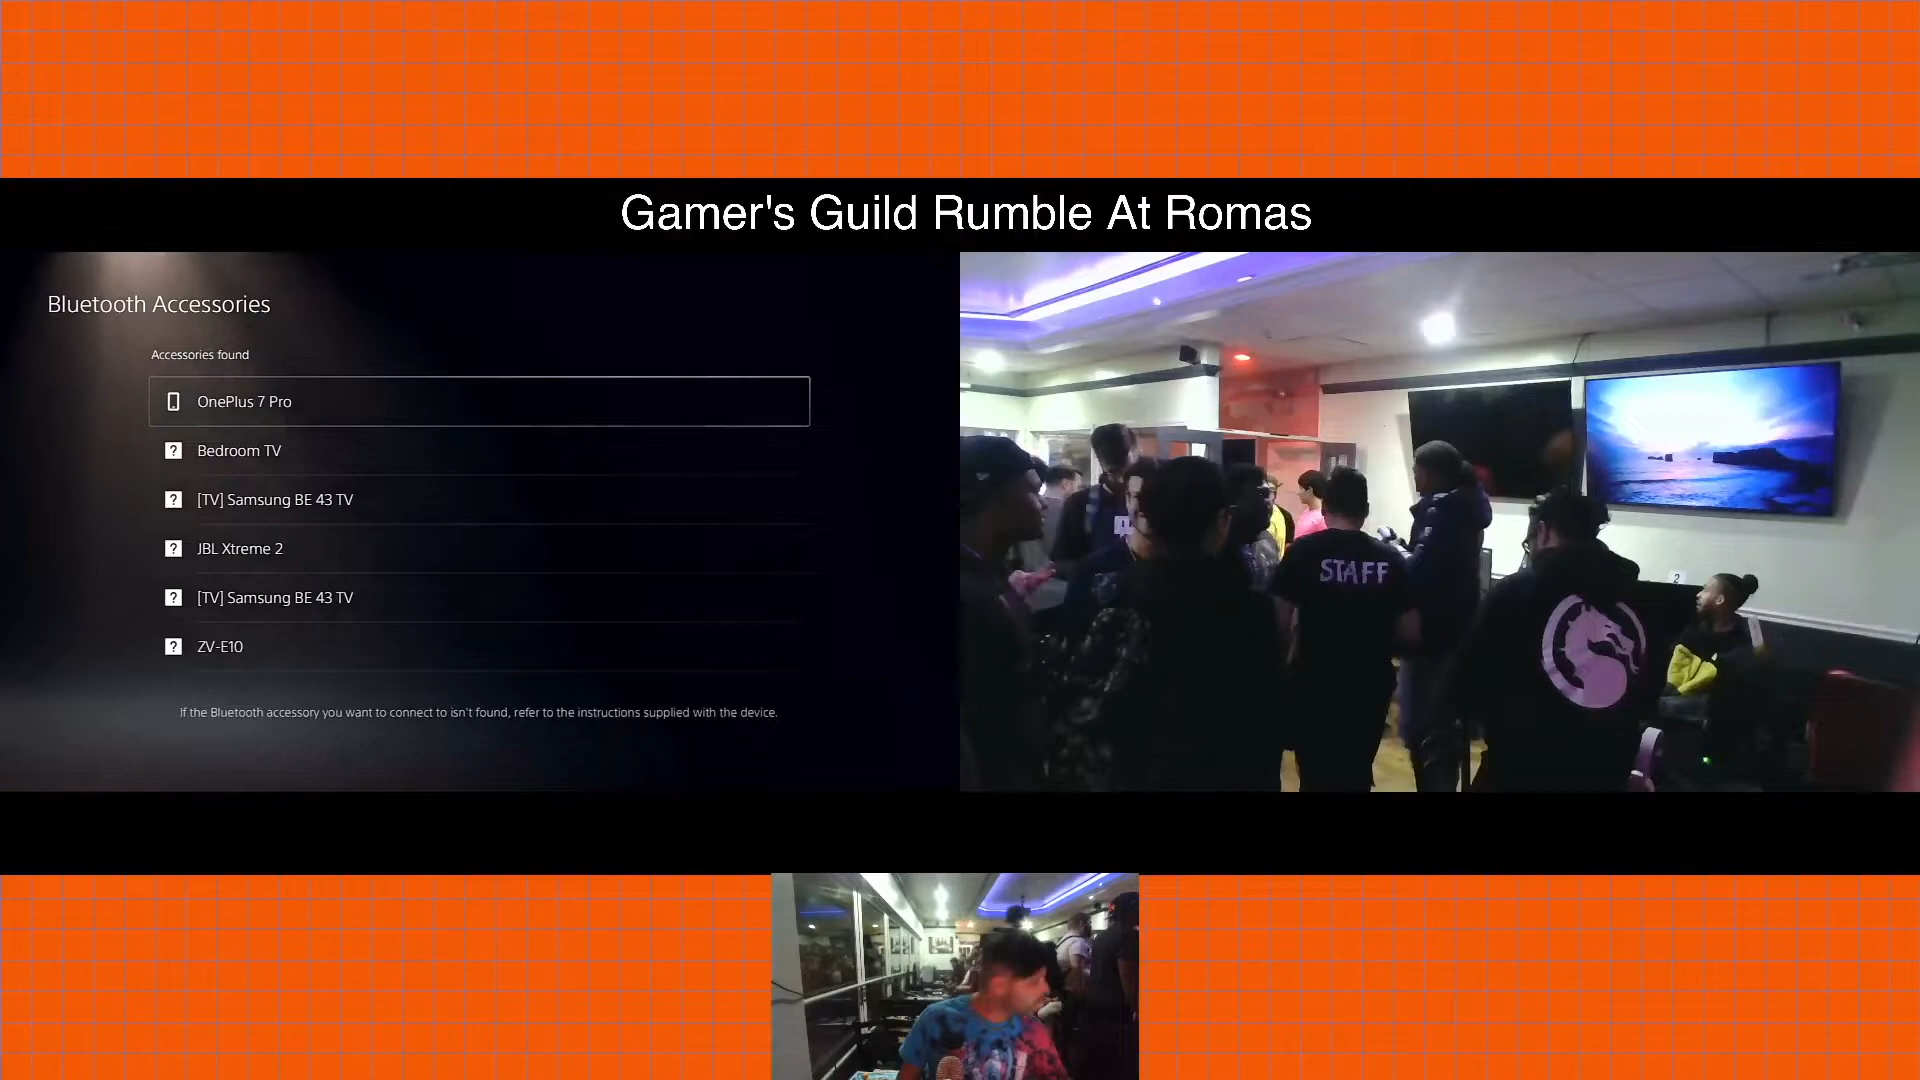 Gamer's Guild Rumble At Romas
Bluetooth Accessories
Accessories found
OnePlus 7 Pro
? Bedroom TV
? [TV] Samsung BE 43 TV
? JBL Xtreme 2
? [TV] Samsung BE 43 TV
? ZV-E10
If the Bluetooth accessory you want to connect to isn't found, refer to the instructions supplied with the device.
STAFF
2